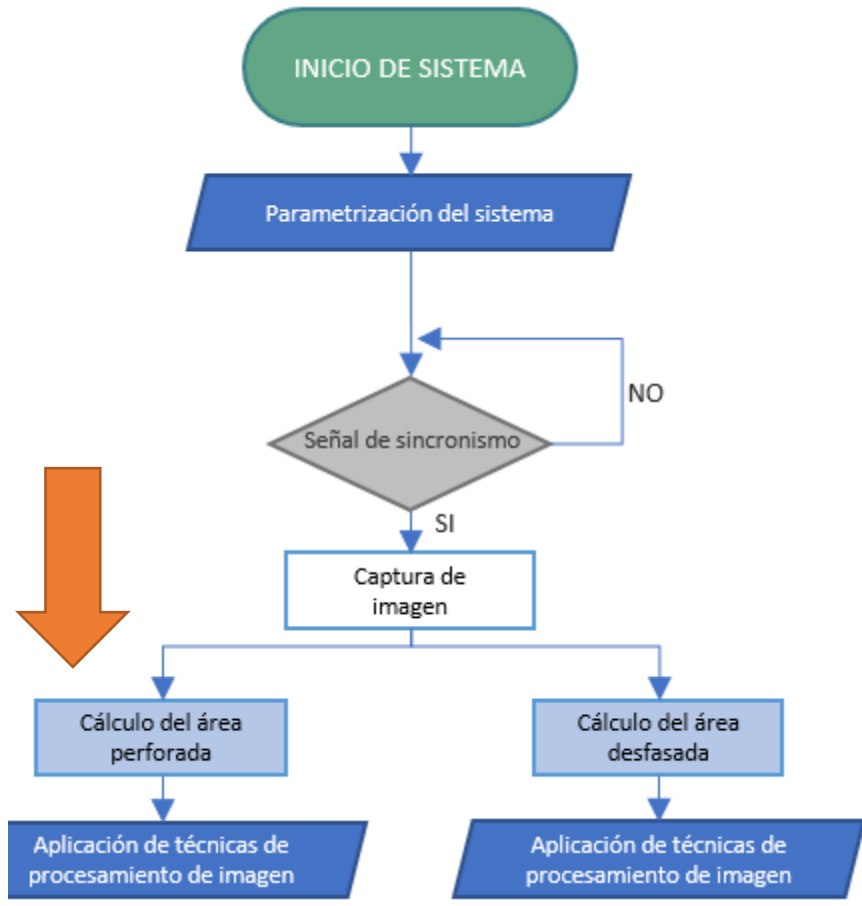 INICIO DE SISTEMA
Parametrización del sistema
NO
Señal de sincronismo
SI
Captura de
imagen
Cálculo del área
perforada
Cálculo del área
desfasada
Aplicación de técnicas de
procesamiento de imagen
Aplicación de técnicas de
procesamiento de imagen